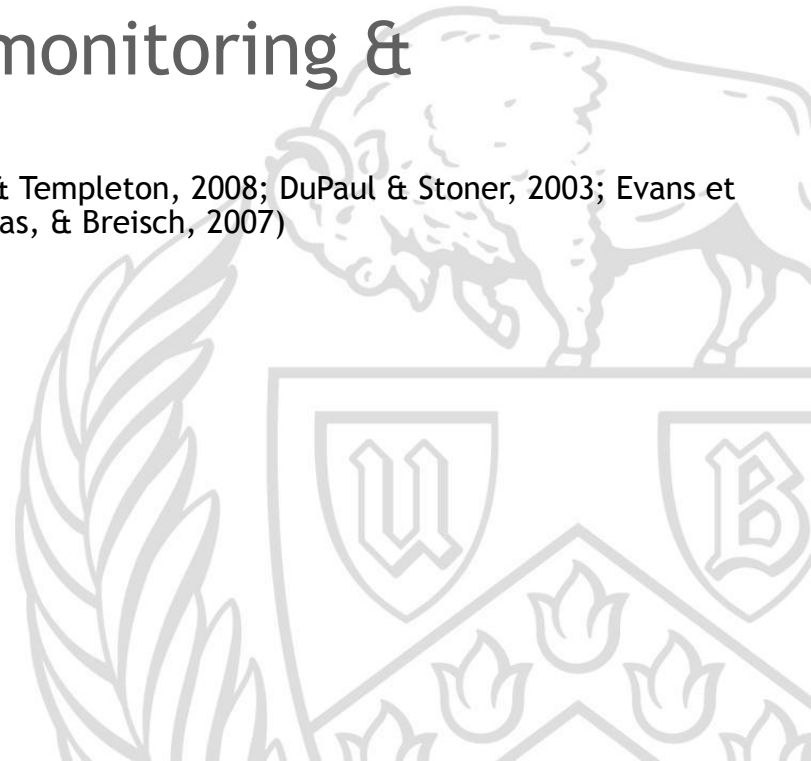 monitoring &
& Templeton, 2008; DuPaul & Stoner, 2003; Evans et
as, & Breisch, 2007)
U B